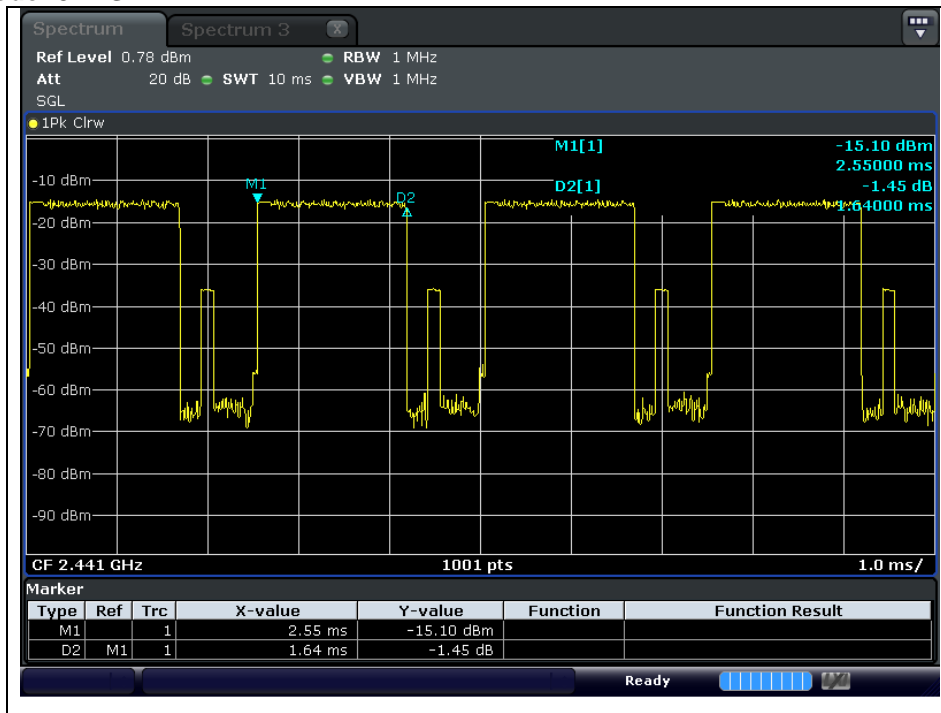 Spectrum Spectrum 3 X
Ref Level 0.78 dBm RBW 1 MHz
Att 20 dB SWT 10 ms VBW 1 MHz
SGL
1Pk Clrw
M1[1] -15.10 dBm
2.55000 ms
-10 dBm M1 D2[1] -1.45 dB
D2 1.64000 ms
-20 dBm
-30 dBm
-40 dBm
-50 dBm
-60 dBm
-70 dBm
-80 dBm
-90 dBm
CF 2.441 GHz 1001 pts 1.0 ms/
Marker
Type Ref Trc X-value Y-value Function Function Result
M1 1 2.55 ms -15.10 dBm
D2 M1 1 1.64 ms -1.45 dB
Ready